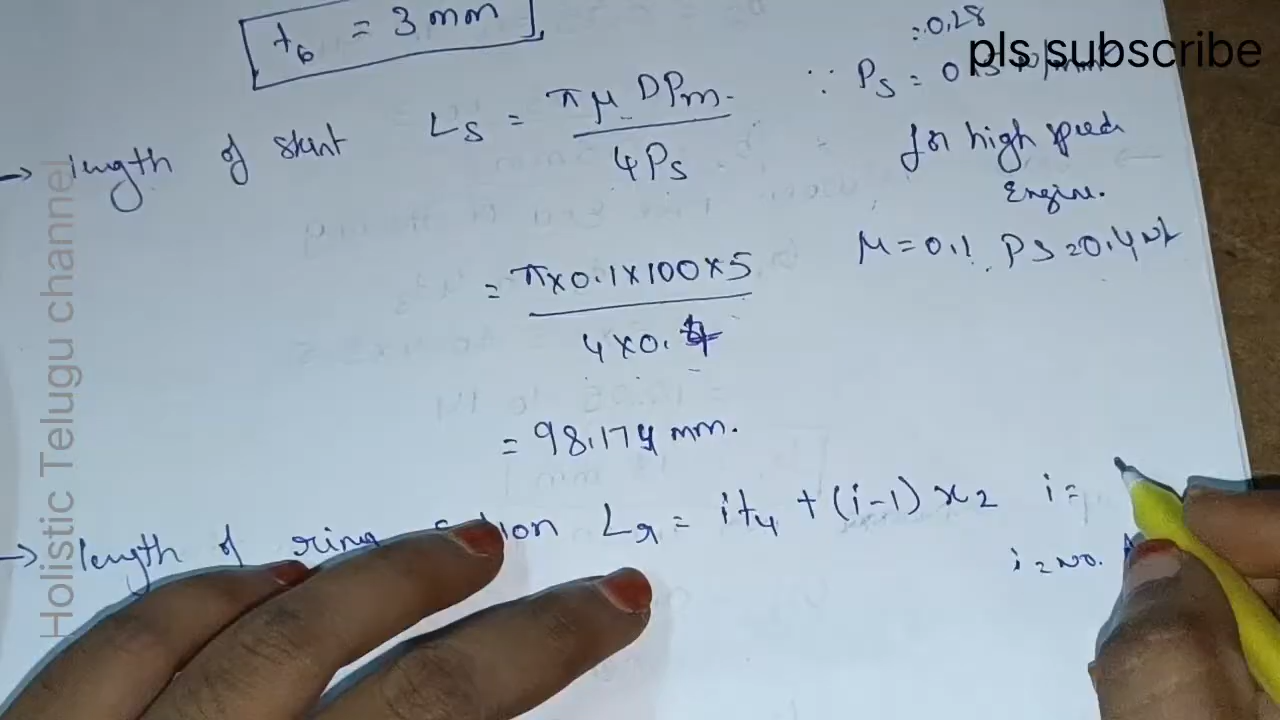 t6 = 3 mm
= 0.28
pls subscribe
→ length of skirt Ls = πμ DPm. / 4Ps
∵ Ps =
for high speed
Engine.
μ = 0.1 Ps = 0.4 N/
= π×0.1×100×5 / 4×0.4
= 98.174 mm.
→ length of ring Lr = it4 + (i-1) x2 i =
i = No.
Holistic Telugu channel